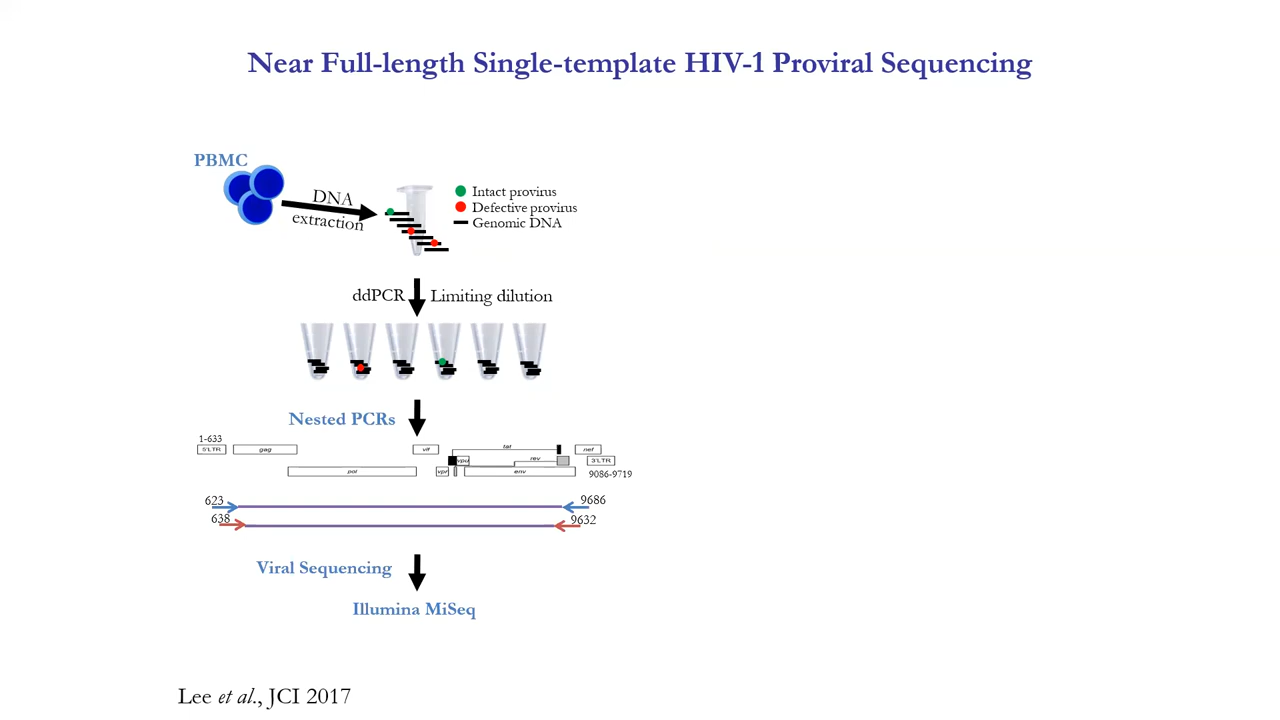 Near Full-length Single-template HIV-1 Proviral Sequencing
PBMC
DNA
extraction
Intact provirus
Defective provirus
Genomic DNA
ddPCR
Limiting dilution
Nested PCRs
1-633
5'LTR
gag
pol
vif
vpr
vpu
tat
rev
env
nef
3'LTR
9086-9719
623
9686
638
9632
Viral Sequencing
Illumina MiSeq
Lee et al., JCI 2017